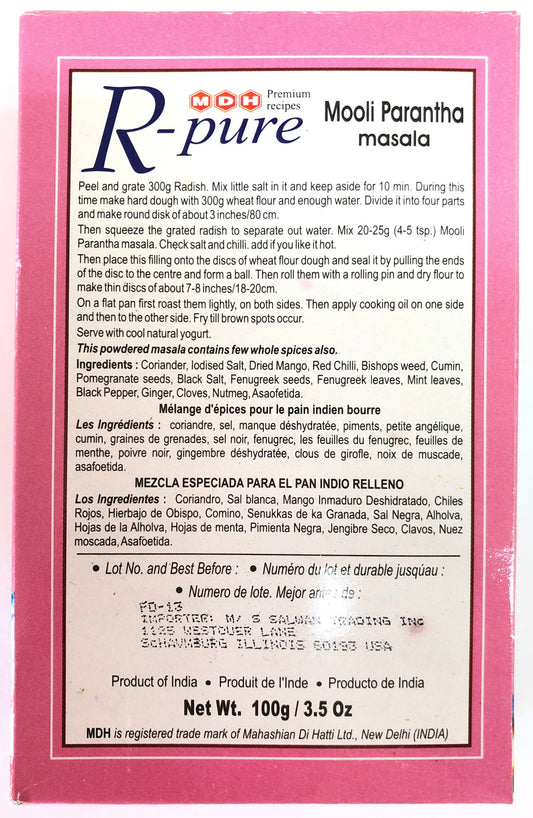 MDH Premium
recipes
R-pure
Mooli Parantha
masala
Peel and grate 300g Radish. Mix little salt in it and keep aside for 10 min. During this
time make hard dough with 300g wheat flour and enough water. Divide it into four parts
and make round disk of about 3 inches/80 cm.
Then squeeze the grated radish to separate out water. Mix 20-25g (4-5 tsp.) Mooli
Parantha masala. Check salt and chilli. add if you like it hot.
Then place this filling onto the discs of wheat flour dough and seal it by pulling the ends
of the disc to the centre and form a ball. Then roll them with a rolling pin and dry flour to
make thin discs of about 7-8 inches/18-20cm.
On a flat pan first roast them lightly, on both sides. Then apply cooking oil on one side
and then to the other side. Fry till brown spots occur.
Serve with cool natural yogurt.
This powdered masala contains few whole spices also.
Ingredients : Coriander, Iodised Salt, Dried Mango, Red Chilli, Bishops weed, Cumin,
Pomegranate seeds, Black Salt, Fenugreek seeds, Fenugreek leaves, Mint leaves,
Black Pepper, Ginger, Cloves, Nutmeg, Asaofetida.
Mélange d'épices pour le pain indien bourre
Les Ingrédients : coriandre, sel, manque déshydratée, piments, petite angélique,
cumin, graines de grenades, sel noir, fenugrec, les feuilles du fenugrec, feuilles de
menthe, poivre noir, gingembre déshydratée, clous de girofle, noix de muscade,
asafoetida.
MEZCLA ESPECIADA PARA EL PAN INDIO RELLENO
Los Ingredientes : Coriandro, Sal blanca, Mango Inmaduro Deshidratado, Chiles
Rojos, Hierbajo de Obispo, Comino, Senukkas de ka Granada, Sal Negra, Alholva,
Hojas de la Alholva, Hojas de menta, Pimienta Negra, Jengibre Seco, Clavos, Nuez
moscada, Asafoetida.
• Lot No. and Best Before : • Numéro du lot et durable jusqúau :
• Numero de lote. Mejor antes de :
PD-13
IMPORTER: M/ S SALMAN TRADING INC
1125 WESTOVER LANE
SCHAUMBURG ILLINOIS 60193 USA
Product of India • Produit de l'Inde • Producto de India
Net Wt. 100g / 3.5 Oz
MDH is registered trade mark of Mahashian Di Hatti Ltd., New Delhi (INDIA)